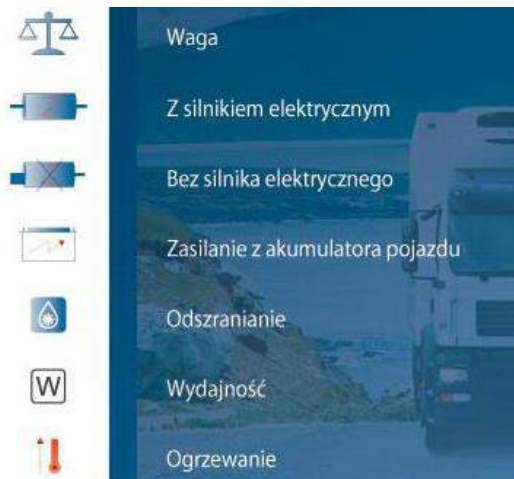 Waga
Z silnikiem elektrycznym
Bez silnika elektrycznego
Zasilanie z akumulatora pojazdu
Odszranianie
W Wydajność
Ogrzewanie